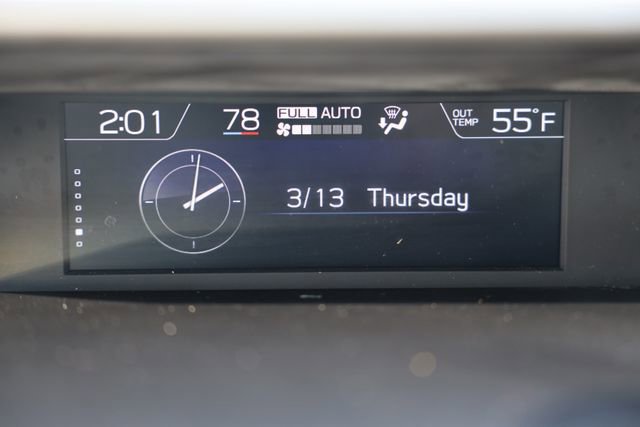 2:01 78 FULL AUTO OUT TEMP 55°F
3/13 Thursday